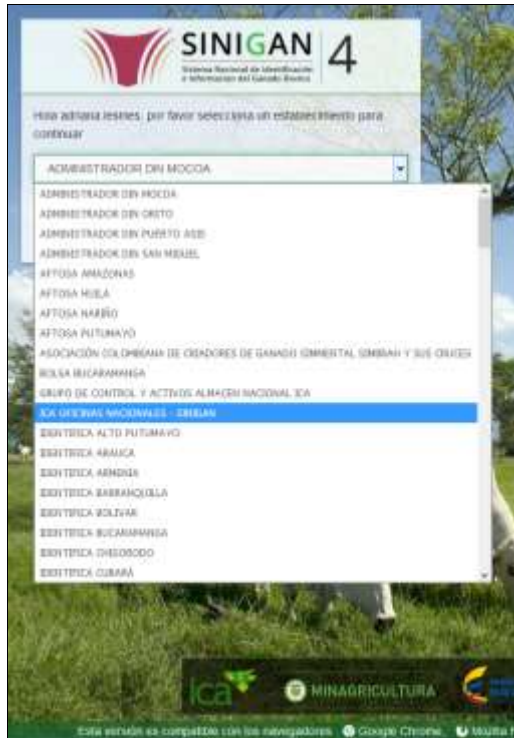 SINIGAN 4
Sistema Nacional de Identificación
e Información del Ganado Bovino
Hola adriana lesmes, por favor selecciona un establecimiento para
continuar
ADMINISTRADOR DIN MOCOA
ADMINISTRADOR DIN MOCOA
ADMINISTRADOR DIN ORITO
ADMINISTRADOR DIN PUERTO ASIS
ADMINISTRADOR DIN SAN MIGUEL
AFTOSA AMAZONAS
AFTOSA HUILA
AFTOSA NARIÑO
AFTOSA PUTUMAYO
ASOCIACIÓN COLOMBIANA DE CRIADORES DE GANADO SIMMENTAL SIMBRAH Y SUS CRUCES
BOLSA BUCARAMANGA
GRUPO DE CONTROL Y ACTIVOS ALMACEN NACIONAL ICA
ICA OFICINAS NACIONALES - SINIGAN
IDENTIFICA ALTO PUTUMAYO
IDENTIFICA ARAUCA
IDENTIFICA ARMENIA
IDENTIFICA BARRANQUILLA
IDENTIFICA BOLIVAR
IDENTIFICA BUCARAMANGA
IDENTIFICA CHIGORODO
IDENTIFICA CUBARÁ
ica MINAGRICULTURA
Esta versión es compatible con los navegadores Google Chrome Mozilla